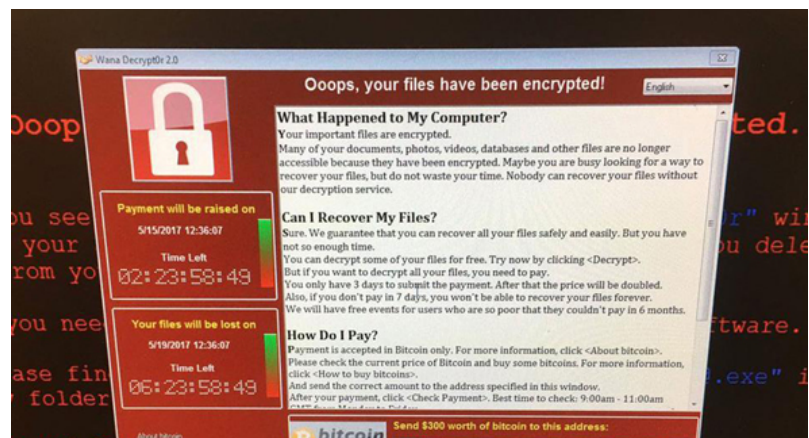 Wana Decrypt0r 2.0
Ooops, your files have been encrypted!
English
What Happened to My Computer?
Your important files are encrypted.
Many of your documents, photos, videos, databases and other files are no longer
accessible because they have been encrypted. Maybe you are busy looking for a way to
recover your files, but do not waste your time. Nobody can recover your files without
our decryption service.
Can I Recover My Files?
Sure. We guarantee that you can recover all your files safely and easily. But you have
not so enough time.
You can decrypt some of your files for free. Try now by clicking <Decrypt>.
But if you want to decrypt all your files, you need to pay.
You only have 3 days to submit the payment. After that the price will be doubled.
Also, if you don't pay in 7 days, you won't be able to recover your files forever.
We will have free events for users who are so poor that they couldn't pay in 6 months.
How Do I Pay?
Payment is accepted in Bitcoin only. For more information, click <About bitcoin>.
Please check the current price of Bitcoin and buy some bitcoins. For more information,
click <How to buy bitcoins>.
And send the correct amount to the address specified in this window.
After your payment, click <Check Payment>. Best time to check: 9:00am - 11:00am
Payment will be raised on
5/15/2017 12:36:07
Time Left
02:23:58:49
Your files will be lost on
5/19/2017 12:36:07
Time Left
06:23:58:49
About bitcoin
bitcoin
Send $300 worth of bitcoin to this address:
Ooop
ted.
ou see
r" wil
your
u dele
rom yo
you nee
tware.
ase fin
.exe" i
folder